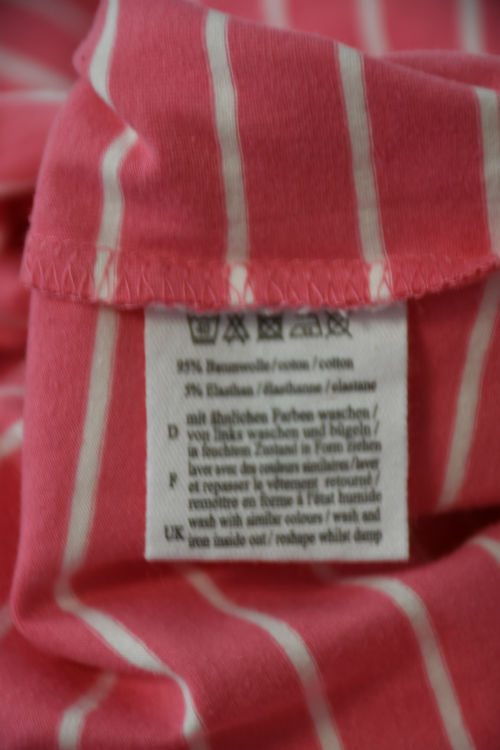 95% Baumwolle / coton / cotton
5% Elasthan / élasthanne / elastane
D mit ähnlichen Farben waschen /
von links waschen und bügeln /
in feuchtem Zustand in Form ziehen
F laver avec des couleurs similaires / laver
et repasser le vêtement retourné /
remettre en forme à l'état humide
UK wash with similar colours / wash and
iron inside out / reshape whilst damp